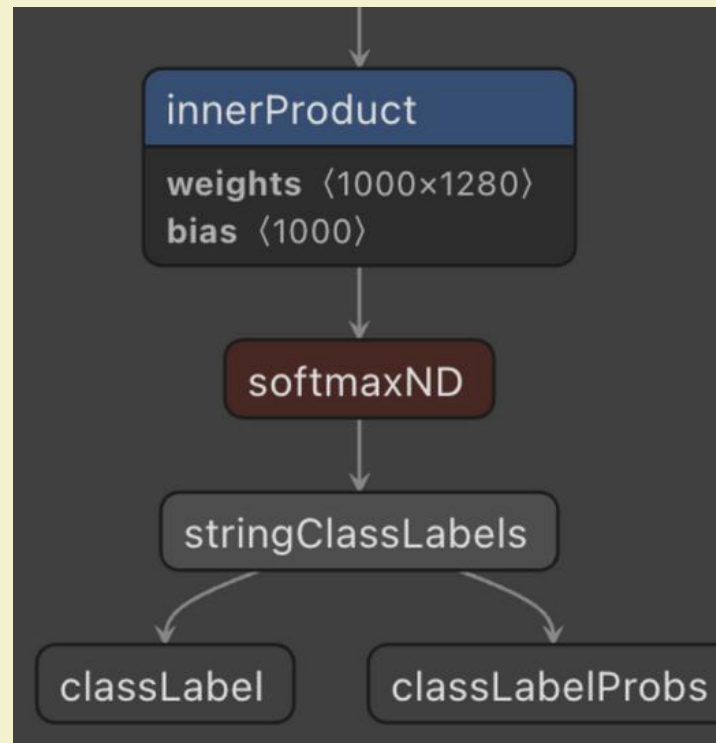 innerProduct
weights ⟨1000×1280⟩
bias ⟨1000⟩
softmaxND
stringClassLabels
classLabel
classLabelProbs